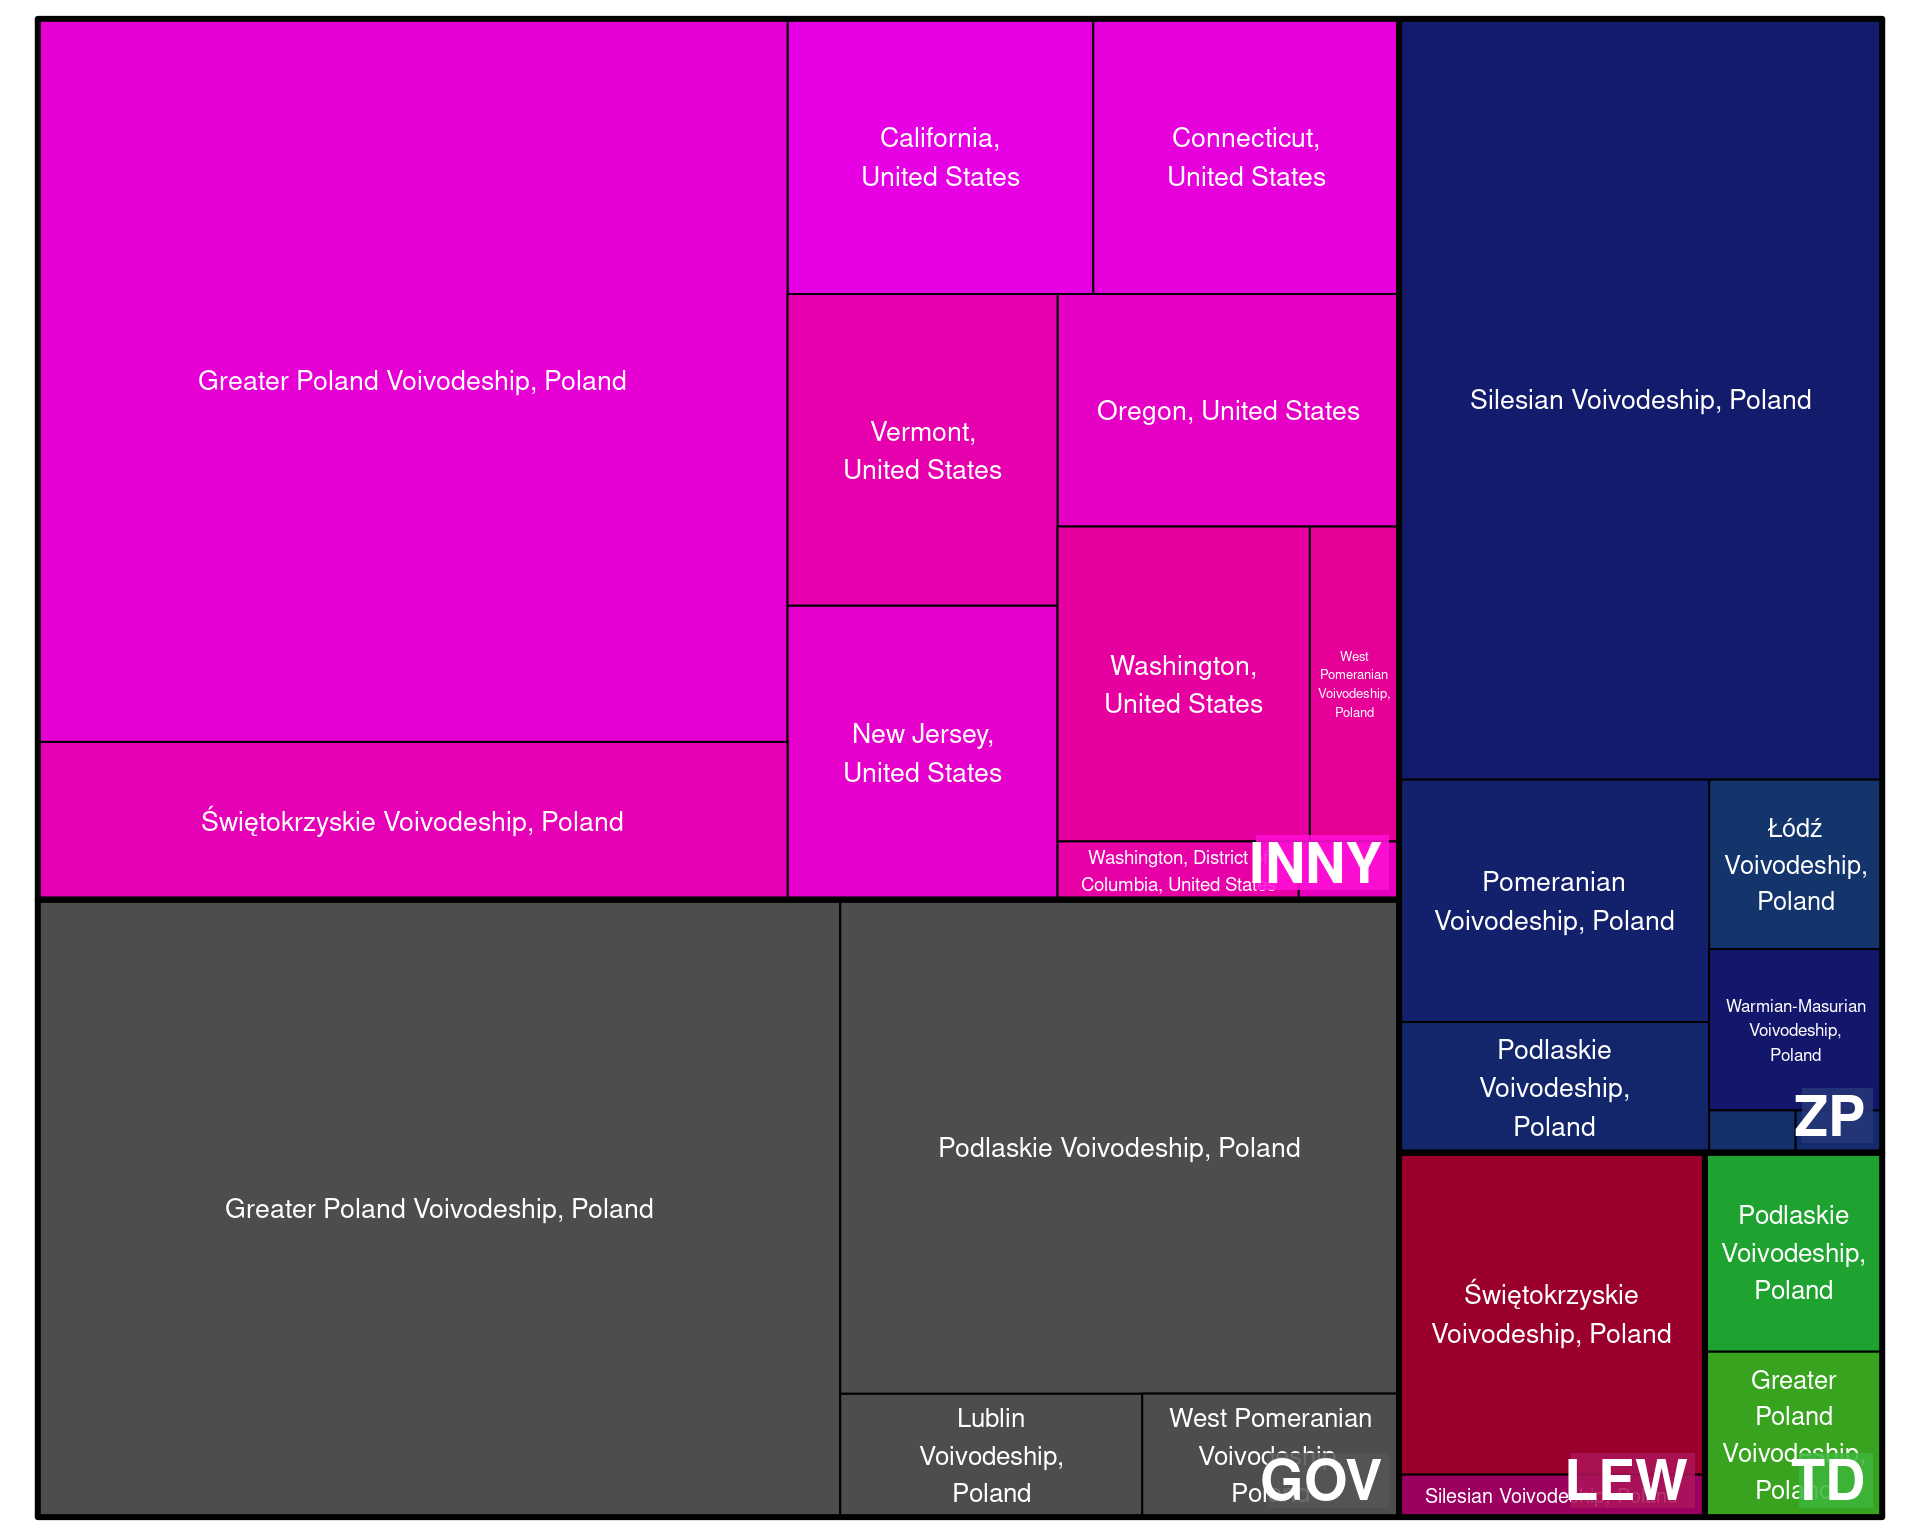 Greater Poland Voivodeship, Poland
Świętokrzyskie Voivodeship, Poland
California,
United States
Connecticut,
United States
Vermont,
United States
Oregon, United States
New Jersey,
United States
Washington,
United States
West
Pomeranian
Voivodeship,
Poland
Washington, District
Columbia, United States
INNY
Greater Poland Voivodeship, Poland
Podlaskie Voivodeship, Poland
Lublin
Voivodeship,
Poland
West Pomeranian
Voivodeship,
Poland
GOV
Silesian Voivodeship, Poland
Pomeranian
Voivodeship, Poland
Podlaskie
Voivodeship,
Poland
Łódź
Voivodeship,
Poland
Warmian-Masurian
Voivodeship,
Poland
ZP
Świętokrzyskie
Voivodeship, Poland
Silesian Voivodeship, Poland
LEW
Podlaskie
Voivodeship,
Poland
Greater
Poland
Voivodeship,
Poland
TD